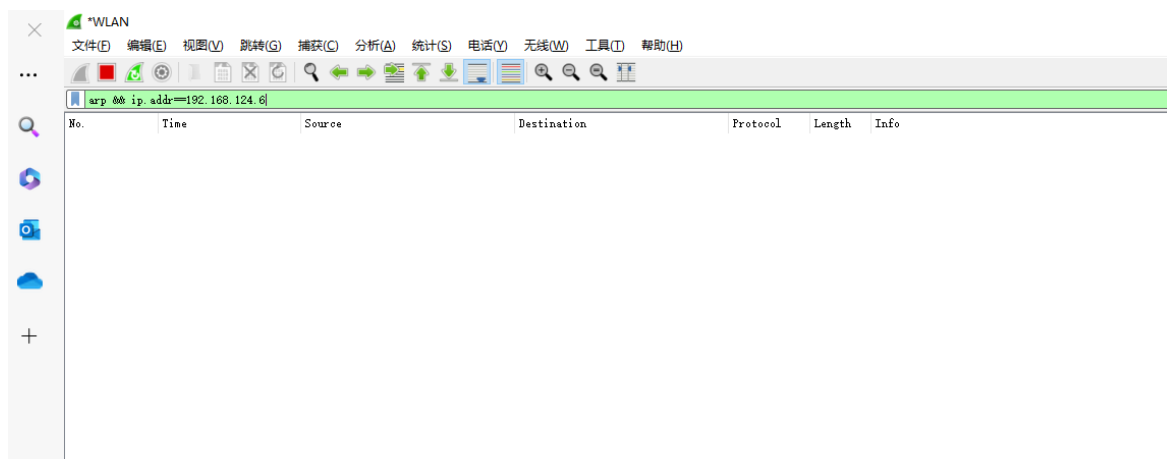 *WLAN
文件(F) 编辑(E) 视图(V) 跳转(G) 捕获(C) 分析(A) 统计(S) 电话(Y) 无线(W) 工具(T) 帮助(H)
arp && ip.addr==192.168.124.6
No. Time Source Destination Protocol Length Info